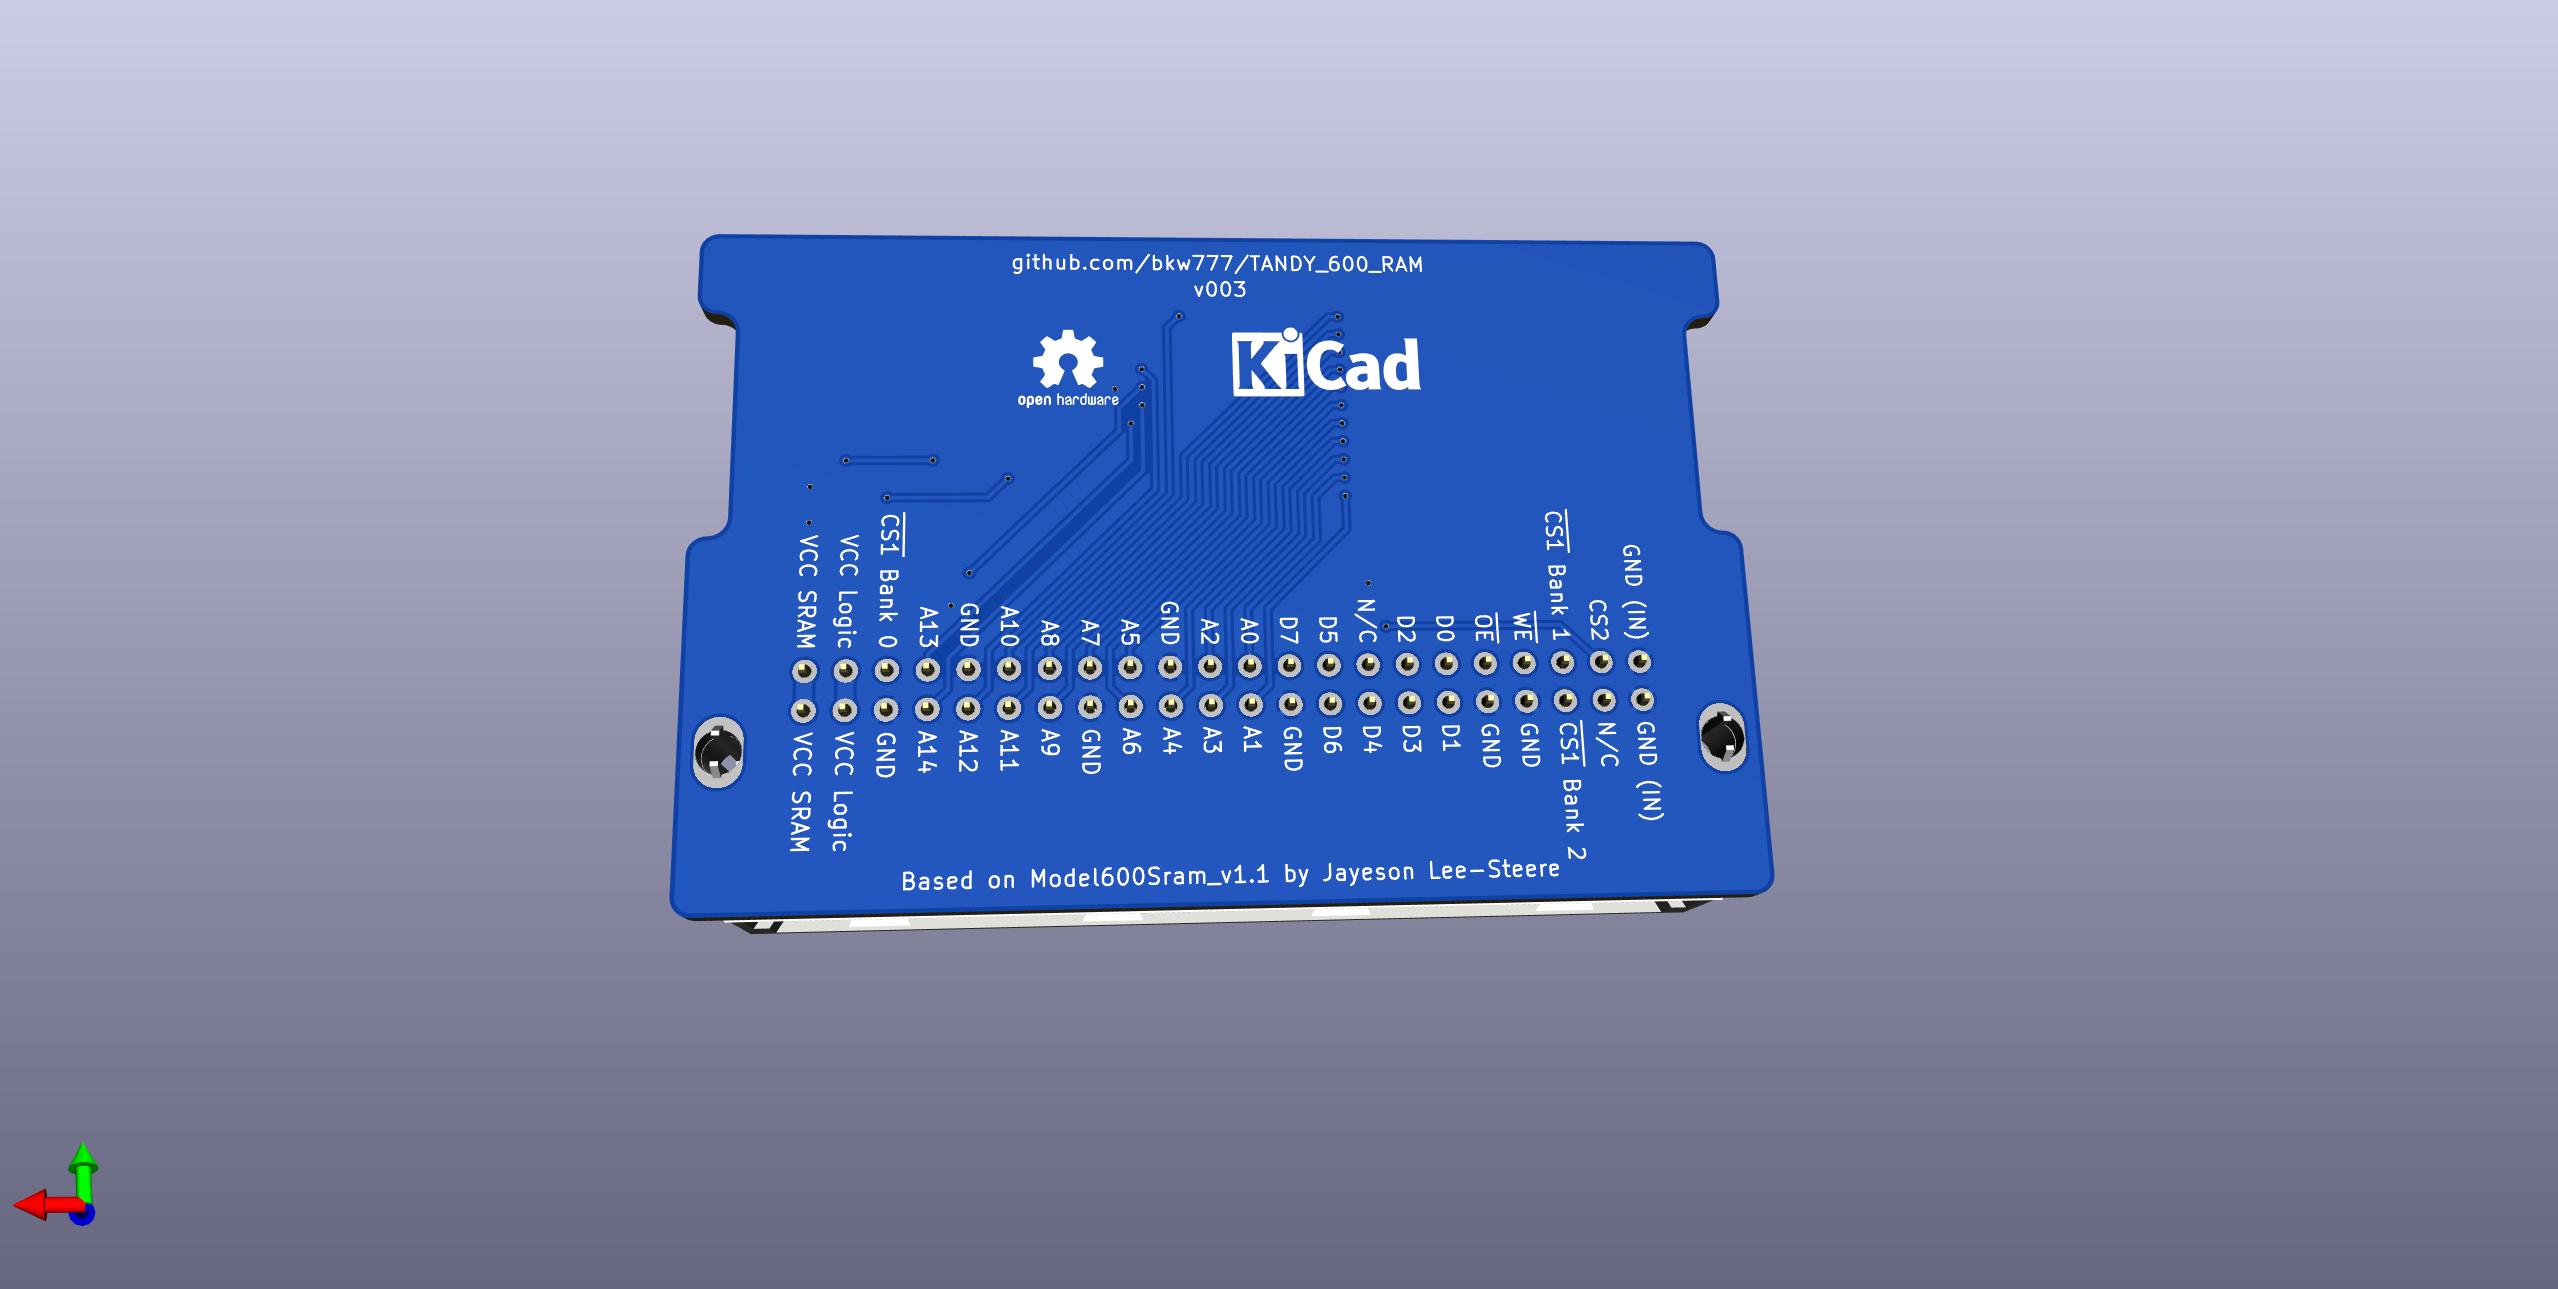 github.com/bkw777/TANDY_600_RAM
v003
open hardware
KiCad
VCC SRAM
VCC Logic
CS1 Bank 0
A13
GND
A10
A8
A7
A5
GND
A2
A0
D7
D5
N/C
D2
D0
OE
WE
CS1 Bank 1
CS2
GND (IN)
VCC SRAM
VCC Logic
GND
A14
A12
A11
A9
GND
A6
A4
A3
A1
GND
D6
D4
D3
D1
GND
GND
CS1 Bank 2
N/C
GND (IN)
Based on Model600Sram_v1.1 by Jayeson Lee-Steere